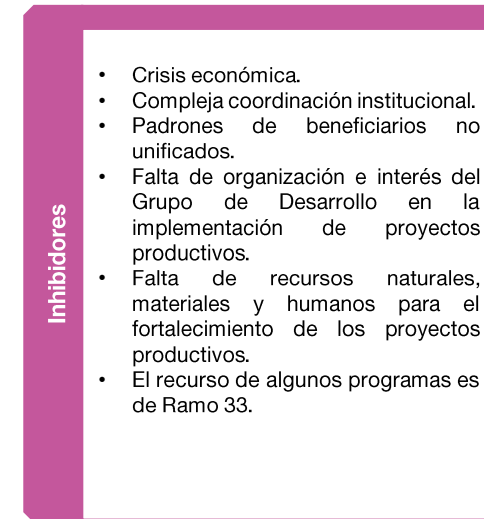 Inhibidores
• Crisis económica.
• Compleja coordinación institucional.
• Padrones de beneficiarios no
unificados.
• Falta de organización e interés del
Grupo de Desarrollo en la
implementación de proyectos
productivos.
• Falta de recursos naturales,
materiales y humanos para el
fortalecimiento de los proyectos
productivos.
• El recurso de algunos programas es
de Ramo 33.